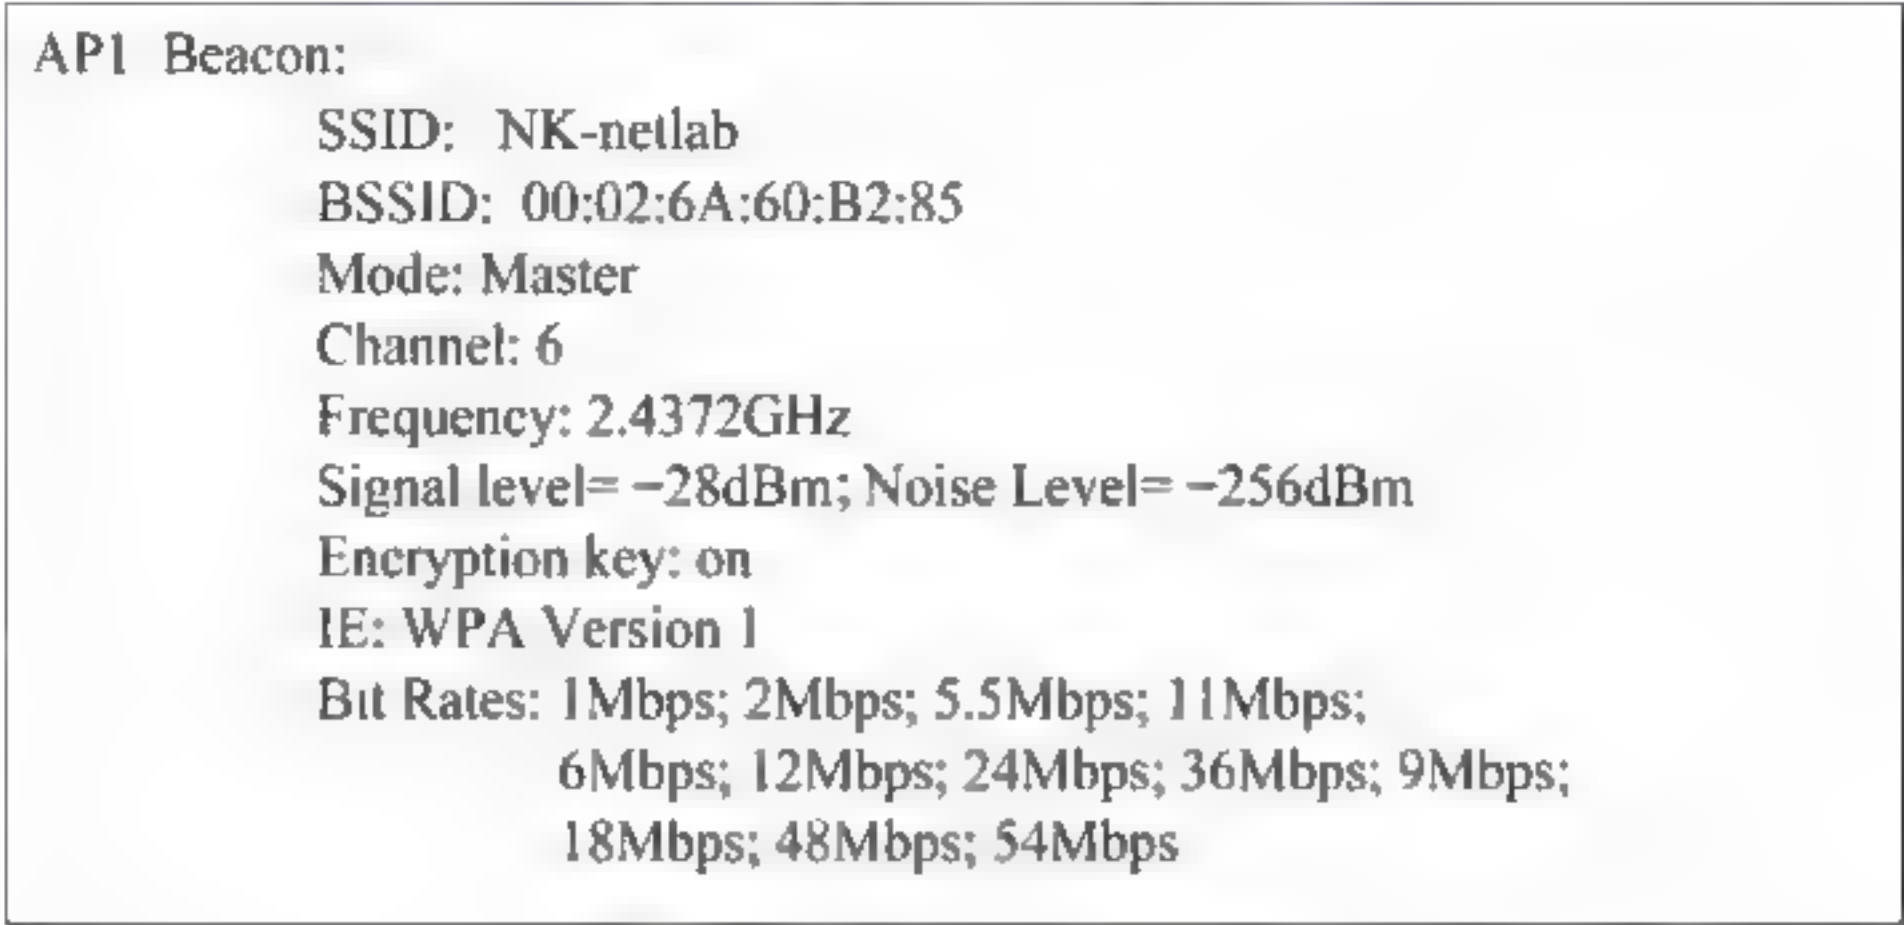 AP1 Beacon:
SSID: NK-netlab
BSSID: 00:02:6A:60:B2:85
Mode: Master
Channel: 6
Frequency: 2.4372GHz
Signal level= −28dBm; Noise Level= −256dBm
Encryption key: on
IE: WPA Version 1
Bit Rates: 1Mbps; 2Mbps; 5.5Mbps; 11Mbps;
6Mbps; 12Mbps; 24Mbps; 36Mbps; 9Mbps;
18Mbps; 48Mbps; 54Mbps